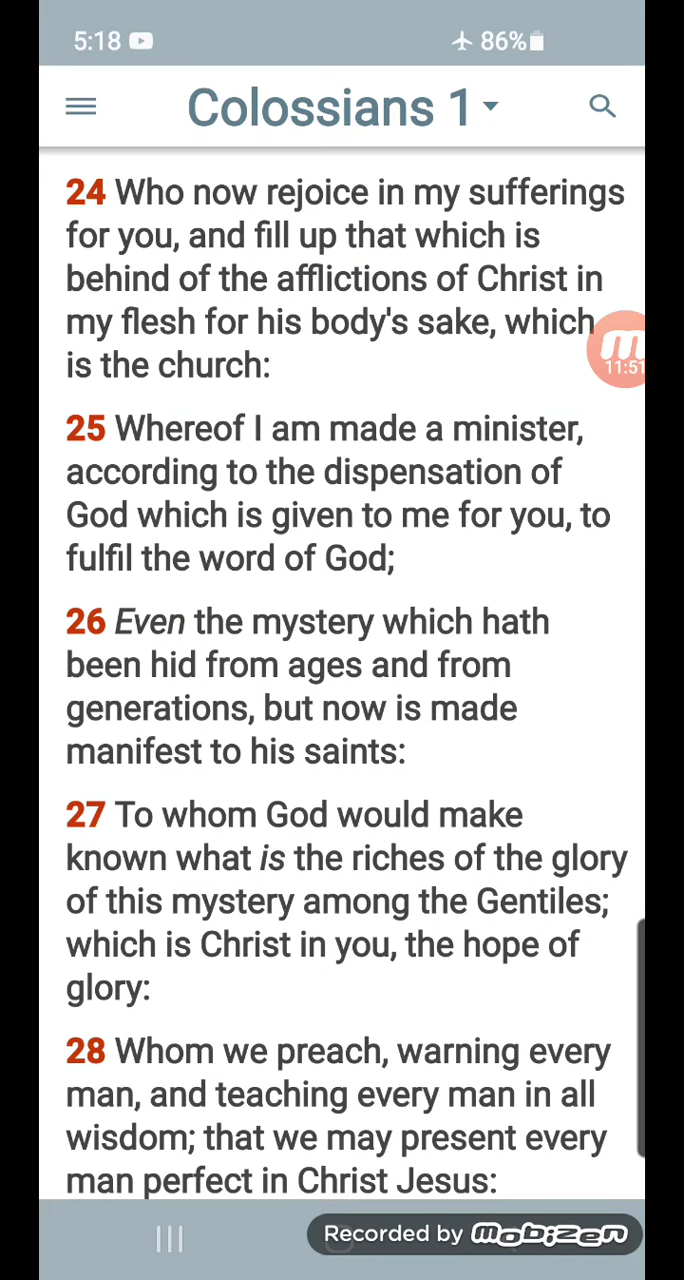 5:18
86%
Colossians 1
24 Who now rejoice in my sufferings
for you, and fill up that which is
behind of the afflictions of Christ in
my flesh for his body's sake, which
is the church:
m
11:51
25 Whereof I am made a minister,
according to the dispensation of
God which is given to me for you, to
fulfil the word of God;
26 Even the mystery which hath
been hid from ages and from
generations, but now is made
manifest to his saints:
27 To whom God would make
known what is the riches of the glory
of this mystery among the Gentiles;
which is Christ in you, the hope of
glory:
28 Whom we preach, warning every
man, and teaching every man in all
wisdom; that we may present every
man perfect in Christ Jesus:
Recorded by mobizen